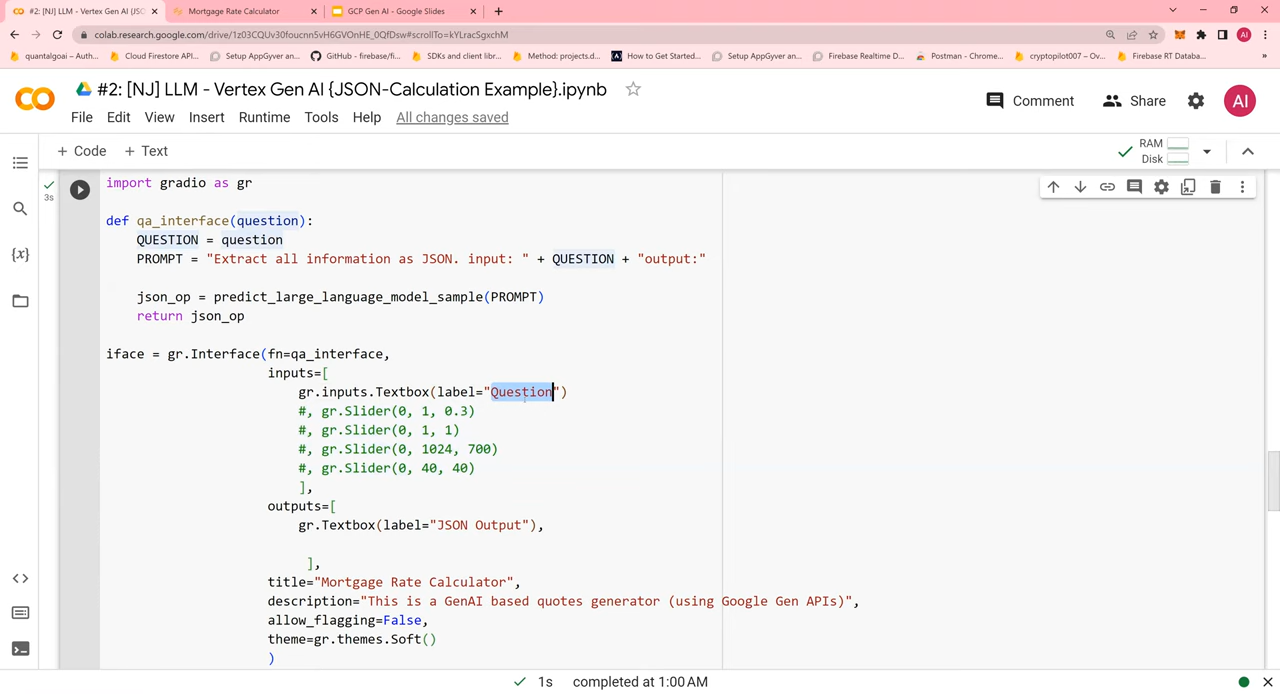 #2: [NJ] LLM - Vertex Gen AI {JSO
Mortgage Rate Calculator
GCP Gen AI - Google Slides
colab.research.google.com/drive/1z03CQUv30foucnn5vH6GVOnHE_0QfDsw#scrollTo=kYLracSgxchM
AI
quantalgoai – Auth...
Cloud Firestore API...
Setup AppGyver an...
GitHub - firebase/fi...
SDKs and client libr...
Method: projects.d...
How to Get Started...
Setup AppGyver an...
Firebase Realtime D...
Postman – Chrome...
cryptopilot007 – Ov...
Firebase RT Databa...
»
#2: [NJ] LLM - Vertex Gen AI {JSON-Calculation Example}.ipynb
Comment
Share
AI
File Edit View Insert Runtime Tools Help All changes saved
+ Code + Text
RAM
Disk
3s
import gradio as gr
def qa_interface(question):
QUESTION = question
PROMPT = "Extract all information as JSON. input: " + QUESTION + "output:"
json_op = predict_large_language_model_sample(PROMPT)
return json_op
iface = gr.Interface(fn=qa_interface,
inputs=[
gr.inputs.Textbox(label="Question")
#, gr.Slider(0, 1, 0.3)
#, gr.Slider(0, 1, 1)
#, gr.Slider(0, 1024, 700)
#, gr.Slider(0, 40, 40)
],
outputs=[
gr.Textbox(label="JSON Output"),
],
title="Mortgage Rate Calculator",
description="This is a GenAI based quotes generator (using Google Gen APIs)",
allow_flagging=False,
theme=gr.themes.Soft()
)
{x}
1s completed at 1:00 AM